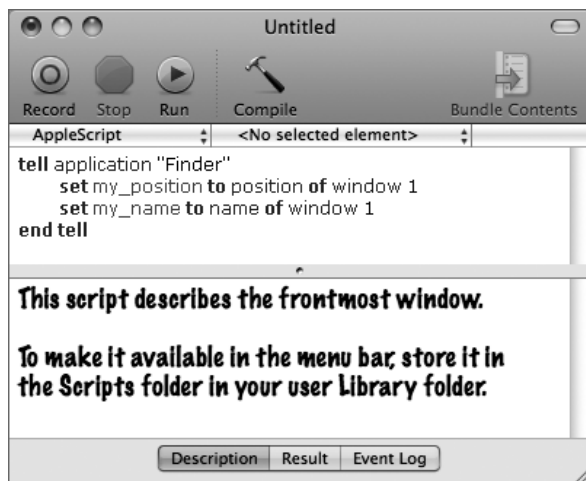 Untitled
Record Stop Run Compile Bundle Contents
AppleScript <No selected element>
tell application "Finder"
set my_position to position of window 1
set my_name to name of window 1
end tell
This script describes the frontmost window.
To make it available in the menu bar, store it in
the Scripts folder in your user Library folder.
Description Result Event Log